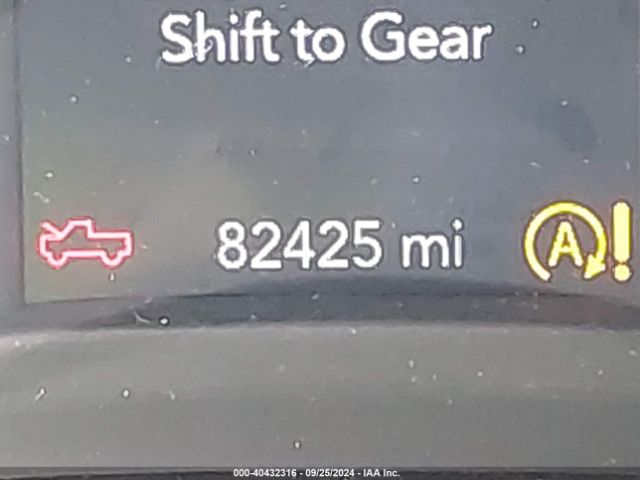 Shift to Gear
82425 mi
A!
000-40432316 - 09/25/2024 - IAA Inc.